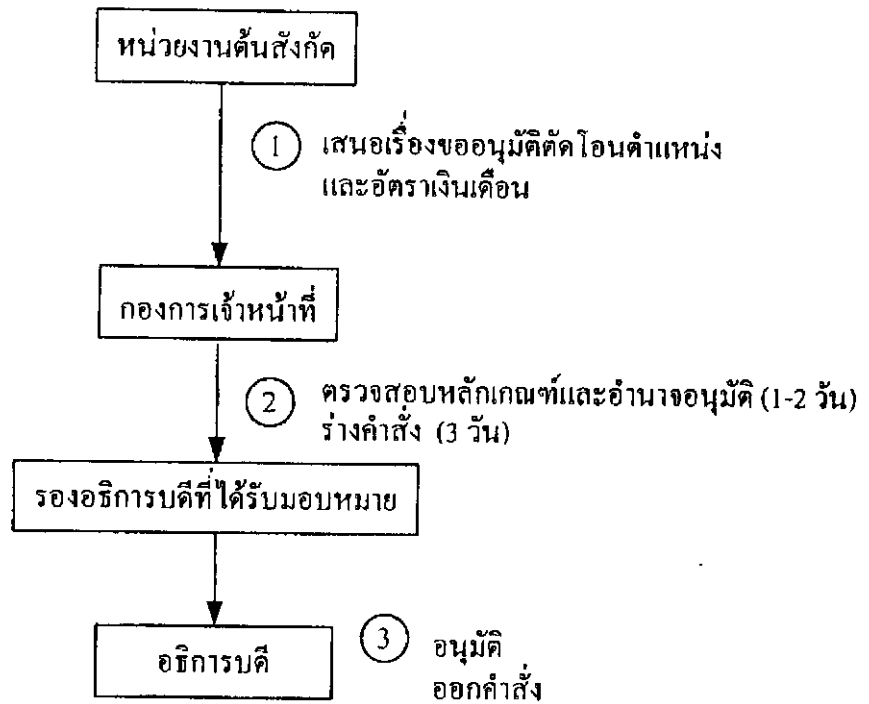 หน่วยงานต้นสังกัด
1 เสนอเรื่องขออนุมัติตัดโอนตำแหน่ง
และอัตราเงินเดือน
กองการเจ้าหน้าที่
2 ตรวจสอบหลักเกณฑ์และอำนาจอนุมัติ (1-2 วัน)
ร่างคำสั่ง (3 วัน)
รองอธิการบดีที่ได้รับมอบหมาย
อธิการบดี
3 อนุมัติ
ออกคำสั่ง